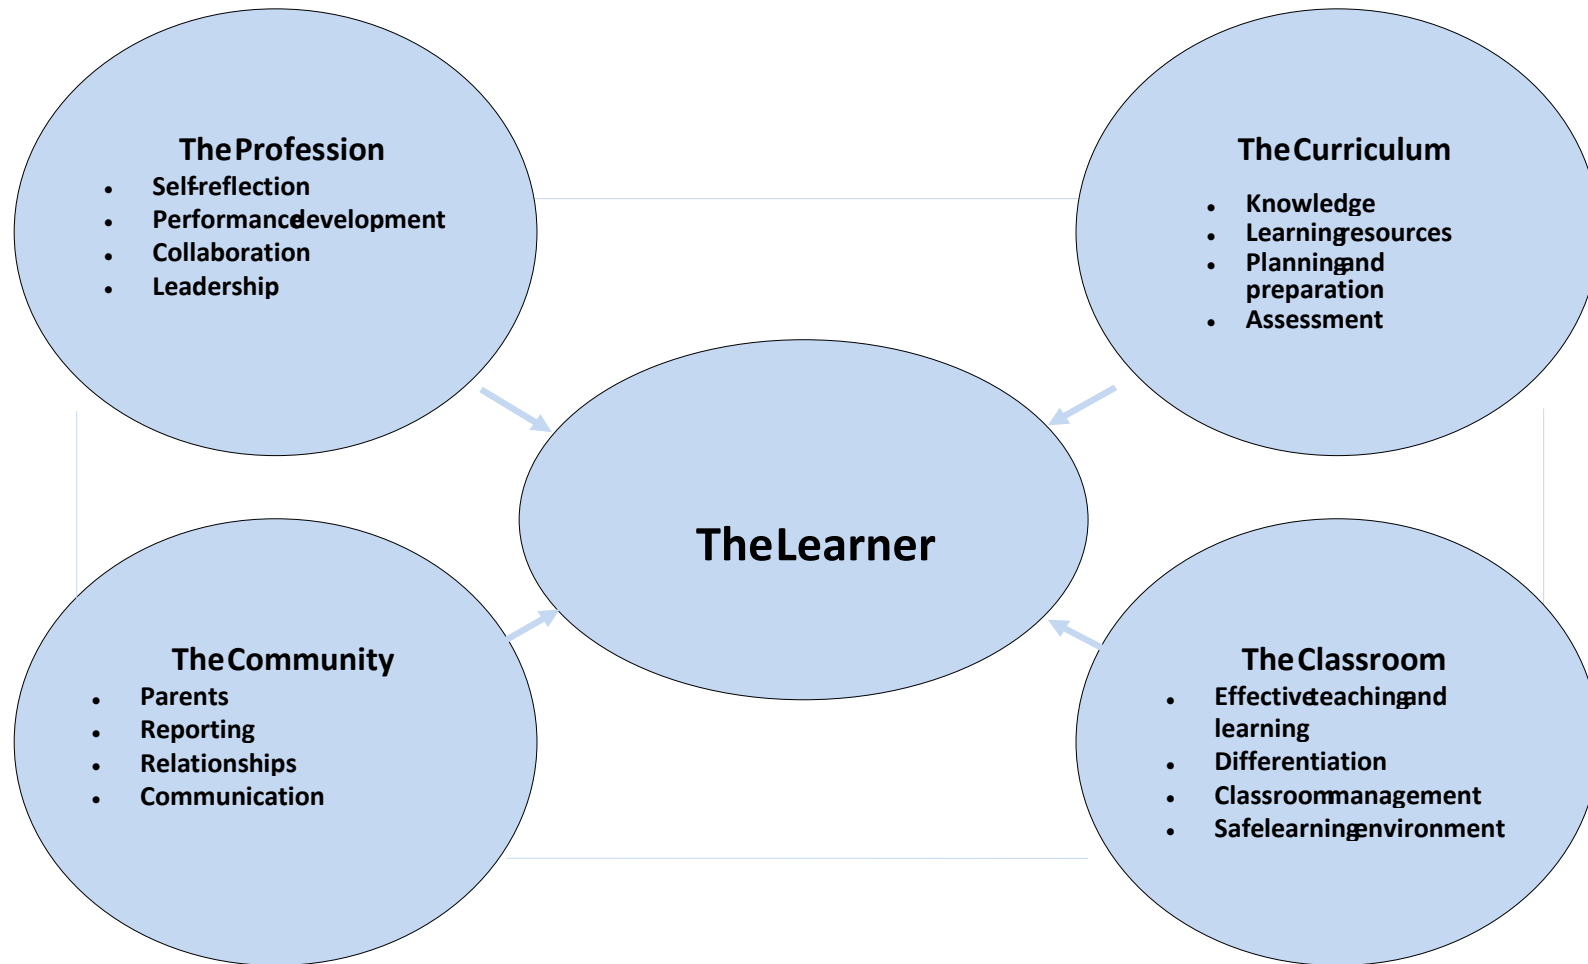 The Profession
• Self-reflection
• Performance development
• Collaboration
• Leadership
The Curriculum
• Knowledge
• Learning resources
• Planning and
preparation
• Assessment
The Learner
The Community
• Parents
• Reporting
• Relationships
• Communication
The Classroom
• Effective teaching and
learning
• Differentiation
• Classroom management
• Safe learning environment